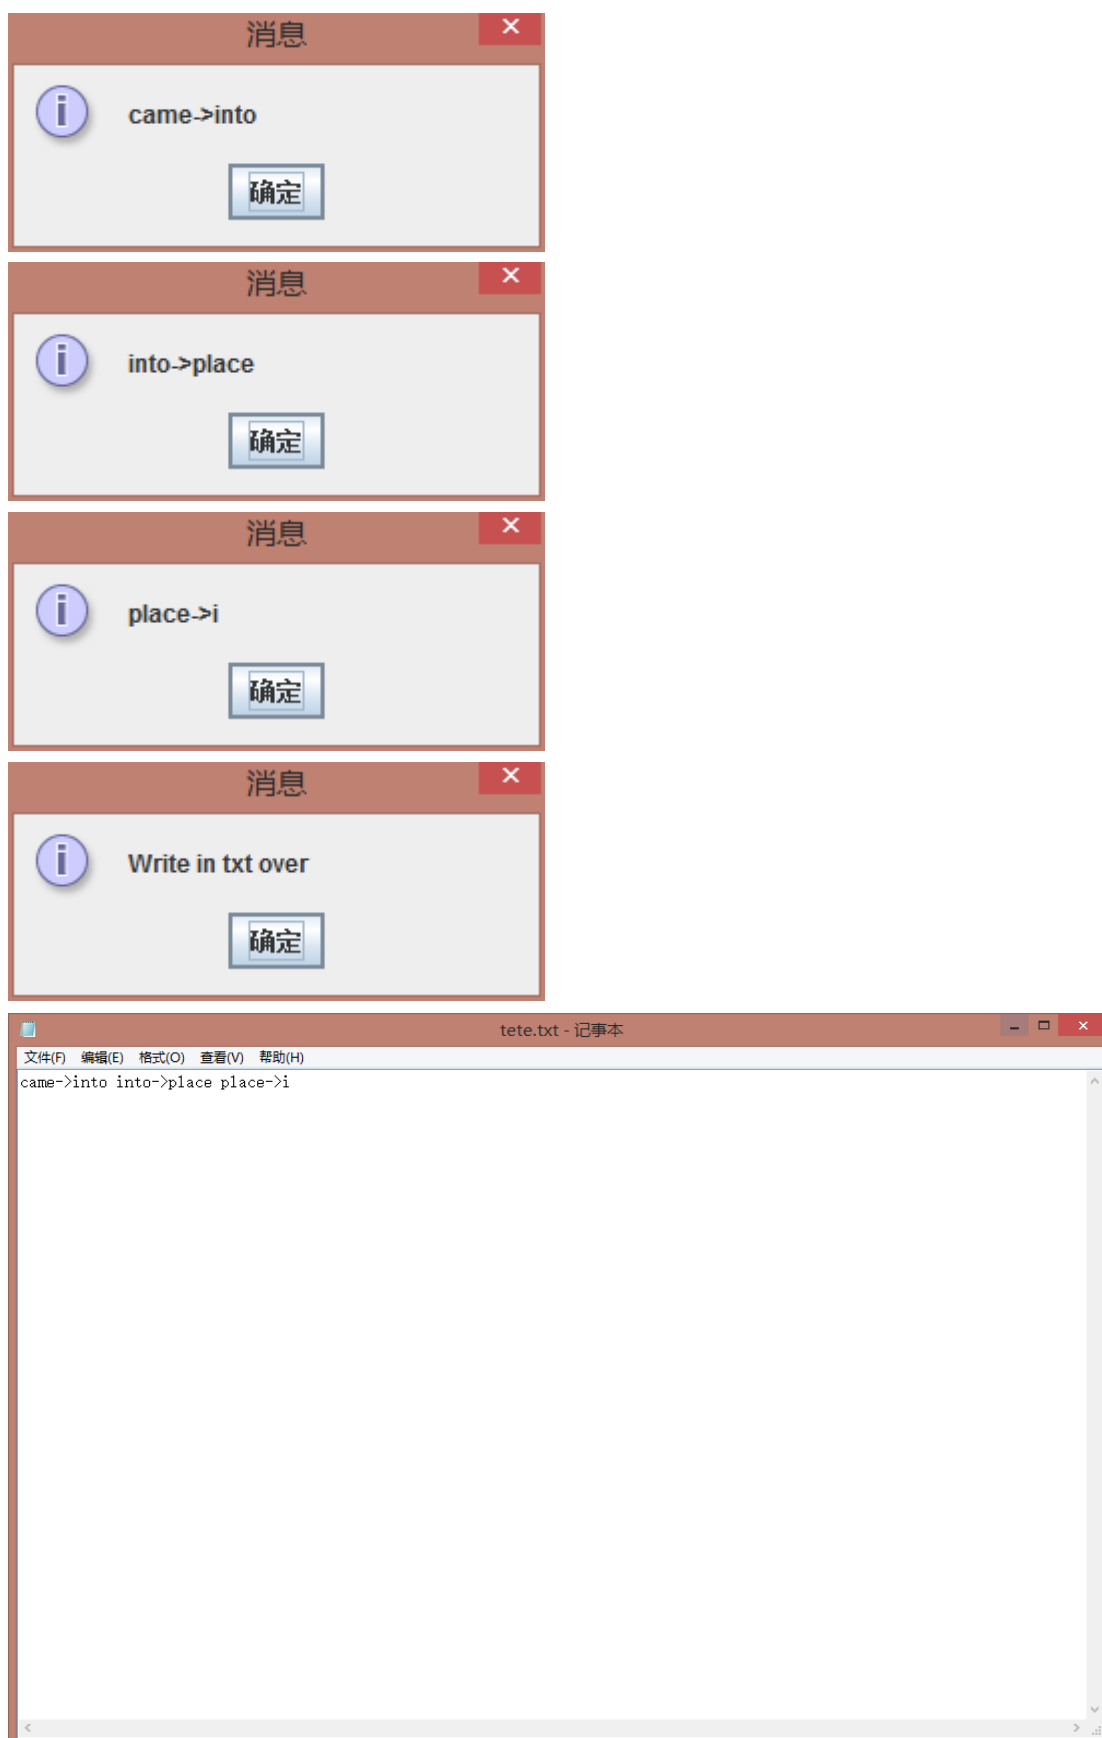 消息
came->into
确定
消息
into->place
确定
消息
place->i
确定
消息
Write in txt over
确定
tete.txt - 记事本
文件(F) 编辑(E) 格式(O) 查看(V) 帮助(H)
came->into into->place place->i